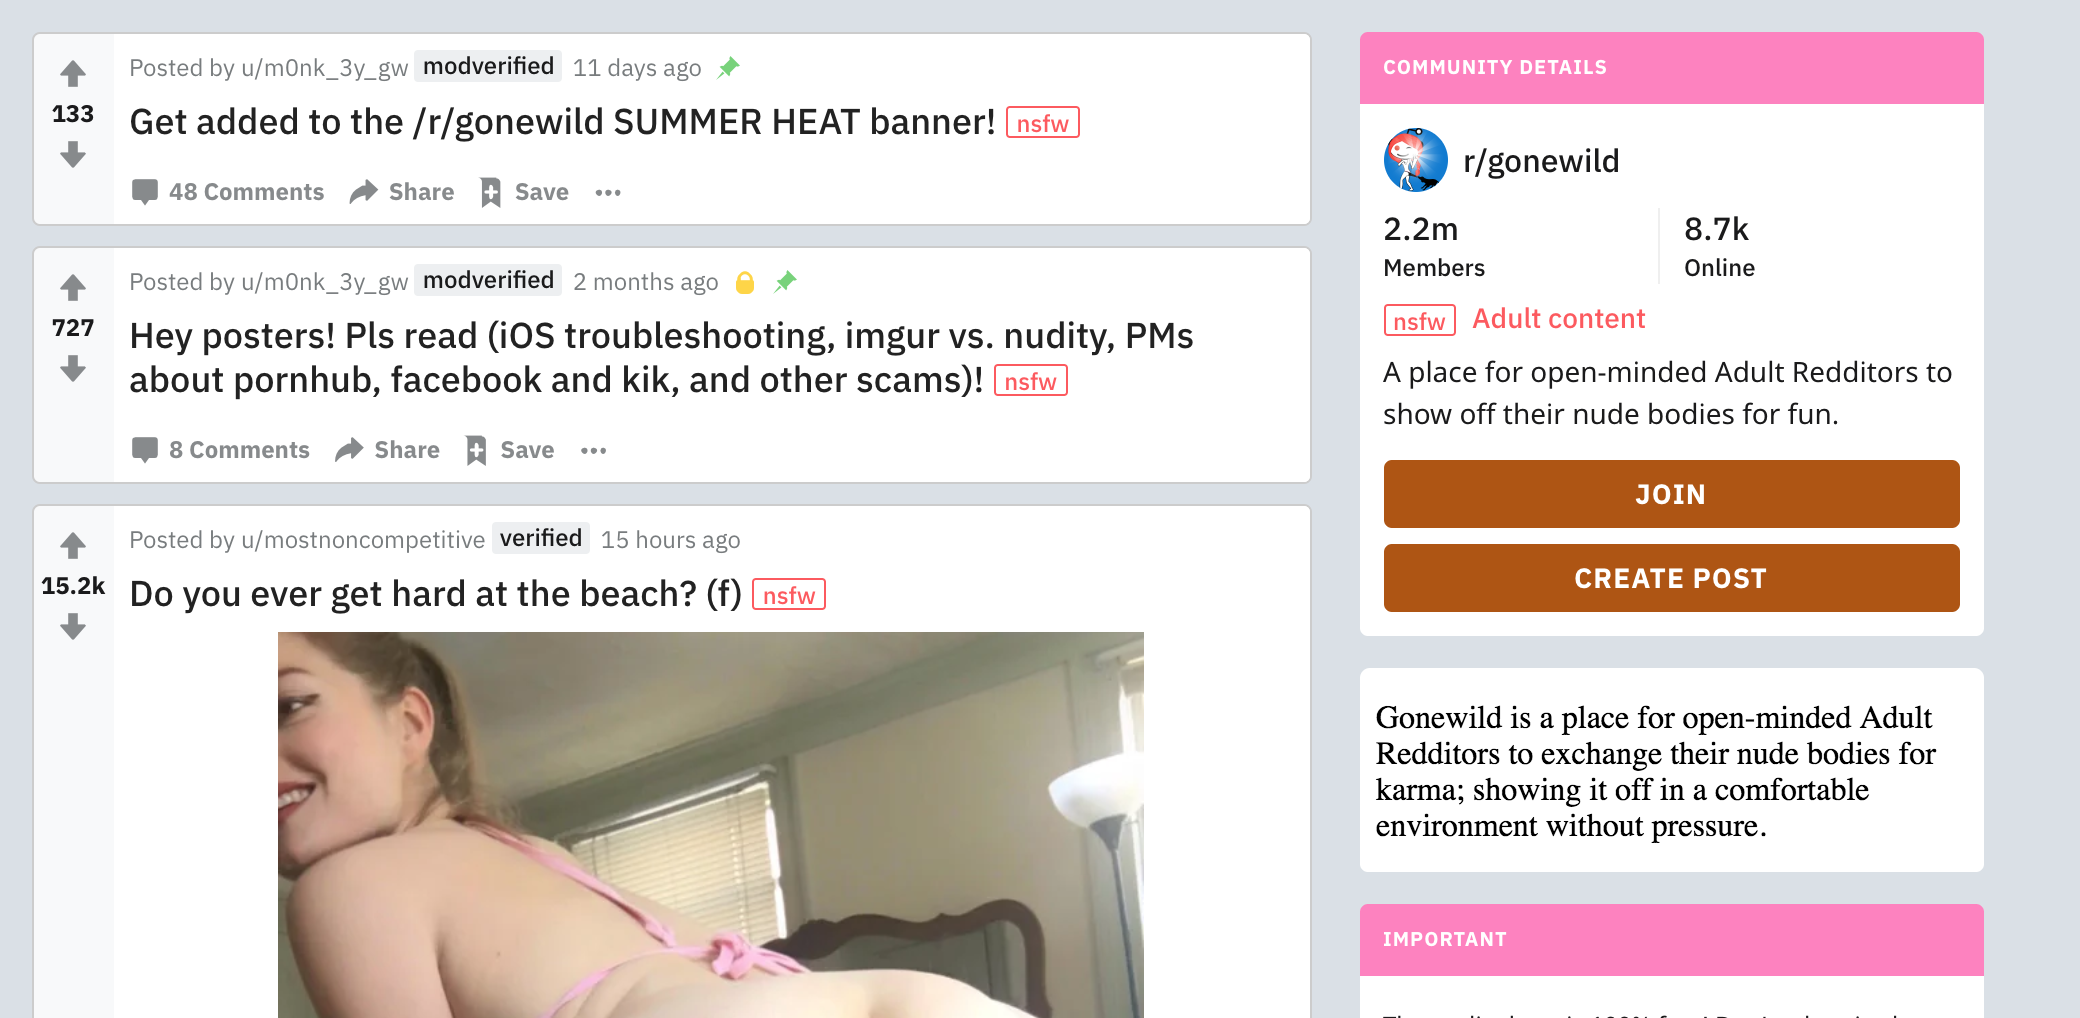 Posted by u/m0nk_3y_gw modverified 11 days ago
133
Get added to the /r/gonewild SUMMER HEAT banner! nsfw
48 Comments Share Save
Posted by u/m0nk_3y_gw modverified 2 months ago
727
Hey posters! Pls read (iOS troubleshooting, imgur vs. nudity, PMs
about pornhub, facebook and kik, and other scams)! nsfw
8 Comments Share Save
Posted by u/mostnoncompetitive verified 15 hours ago
15.2k
Do you ever get hard at the beach? (f) nsfw
COMMUNITY DETAILS
r/gonewild
2.2m 8.7k
Members Online
nsfw Adult content
A place for open-minded Adult Redditors to
show off their nude bodies for fun.
JOIN
CREATE POST
Gonewild is a place for open-minded Adult
Redditors to exchange their nude bodies for
karma; showing it off in a comfortable
environment without pressure.
IMPORTANT